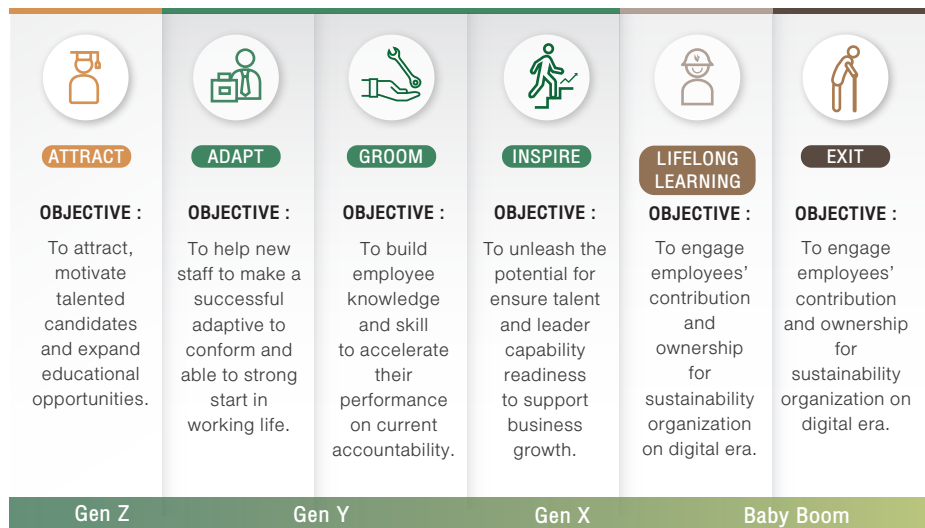 ATTRACT
OBJECTIVE :
To attract,
motivate
talented
candidates
and expand
educational
opportunities.
ADAPT
OBJECTIVE :
To help new
staff to make a
successful
adaptive to
conform and
able to strong
start in
working life.
GROOM
OBJECTIVE :
To build
employee
knowledge
and skill
to accelerate
their
performance
on current
accountability.
INSPIRE
OBJECTIVE :
To unleash the
potential for
ensure talent
and leader
capability
readiness
to support
business
growth.
LIFELONG
LEARNING
OBJECTIVE :
To engage
employees’
contribution
and
ownership
for
sustainability
organization
on digital era.
EXIT
OBJECTIVE :
To engage
employees’
contribution
and ownership
for
sustainability
organization on
digital era.
Gen Z
Gen Y
Gen X
Baby Boom